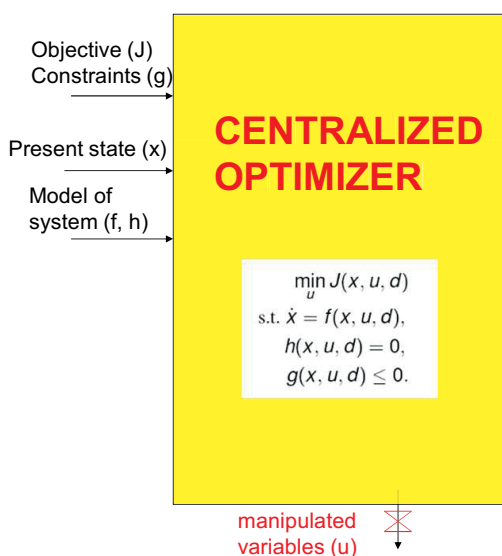 Objective (J)
Constraints (g)
Present state (x)
Model of
system (f, h)
CENTRALIZED
OPTIMIZER
min J(x, u, d)
u
s.t. ẋ = f(x, u, d),
h(x, u, d) = 0,
g(x, u, d) ≤ 0.
manipulated
variables (u)